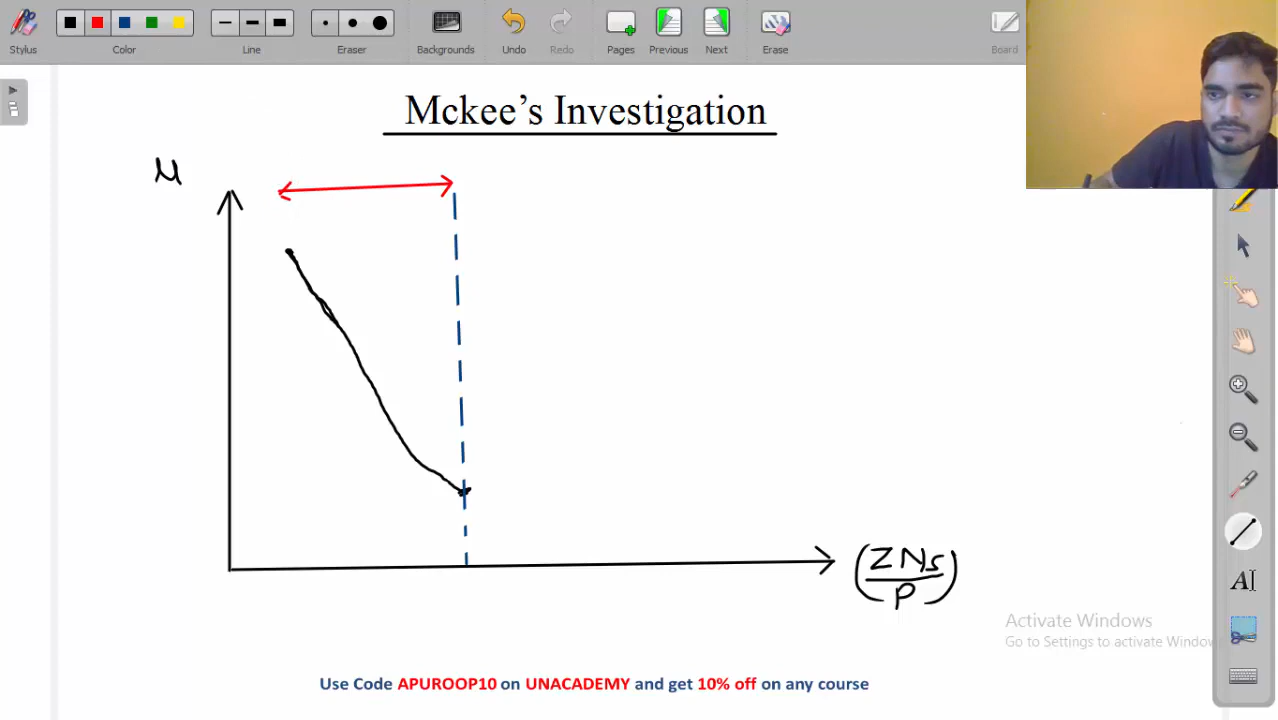 Stylus
Color
Line
Eraser
Backgrounds
Undo
Redo
Pages
Previous
Next
Erase
Board
Mckee's Investigation
μ
(ZNs/P)
A
Activate Windows
Go to Settings to activate Window
Use Code APUROOP10 on UNACADEMY and get 10% off on any course